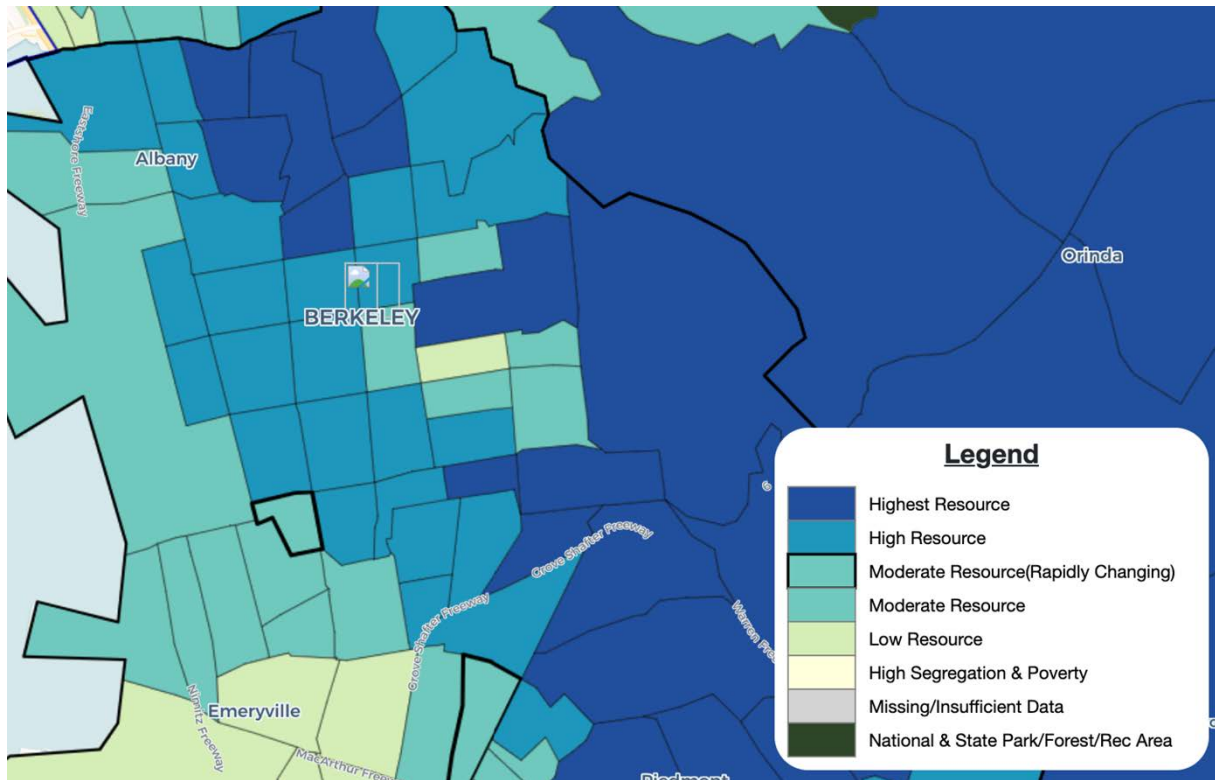 Eastshore Freeway
Albany
Orinda
BERKELEY
Legend
Highest Resource
High Resource
Moderate Resource(Rapidly Changing)
Moderate Resource
Low Resource
High Segregation & Poverty
Missing/Insufficient Data
National & State Park/Forest/Rec Area
Grove Shafter Freeway
Grove Shafter Freeway
Warren
Nimitz Freeway
Emeryville
MacArthur
Piedmont